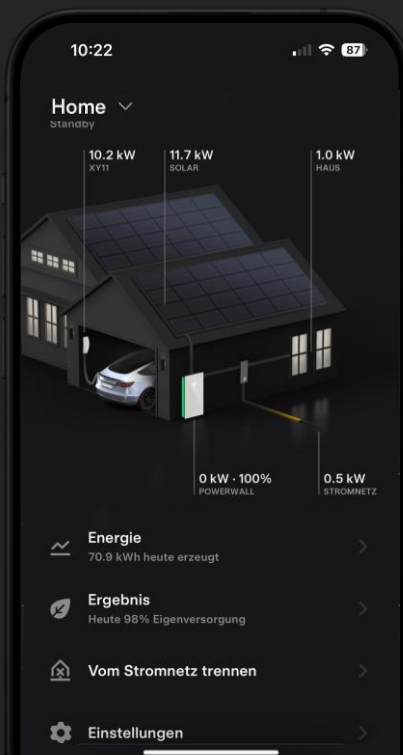 10:22
87
Home
Standby
10.2 kW
XY11
11.7 kW
SOLAR
1.0 kW
HAUS
0 kW · 100%
POWERWALL
0.5 kW
STROMNETZ
Energie
70.9 kWh heute erzeugt
Ergebnis
Heute 98% Eigenversorgung
Vom Stromnetz trennen
Einstellungen